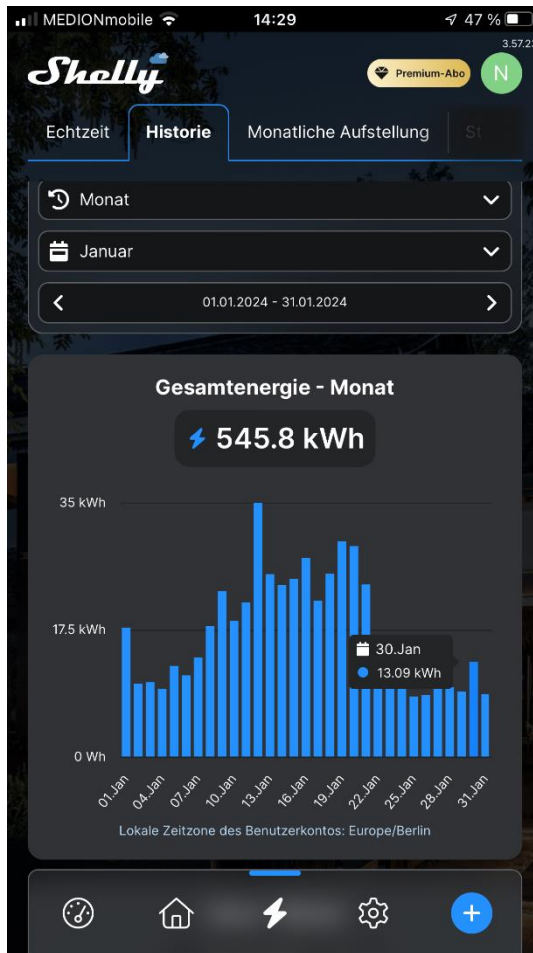 MEDIONmobile 14:29 47 %
3.57.23
Shelly Premium-Abo N
Echtzeit Historie Monatliche Aufstellung St
Monat
Januar
01.01.2024 - 31.01.2024
Gesamtenergie - Monat
545.8 kWh
35 kWh
17.5 kWh
30.Jan
13.09 kWh
0 Wh
01.Jan 04.Jan 07.Jan 10.Jan 13.Jan 16.Jan 19.Jan 22.Jan 25.Jan 28.Jan 31.Jan
Lokale Zeitzone des Benutzerkontos: Europe/Berlin